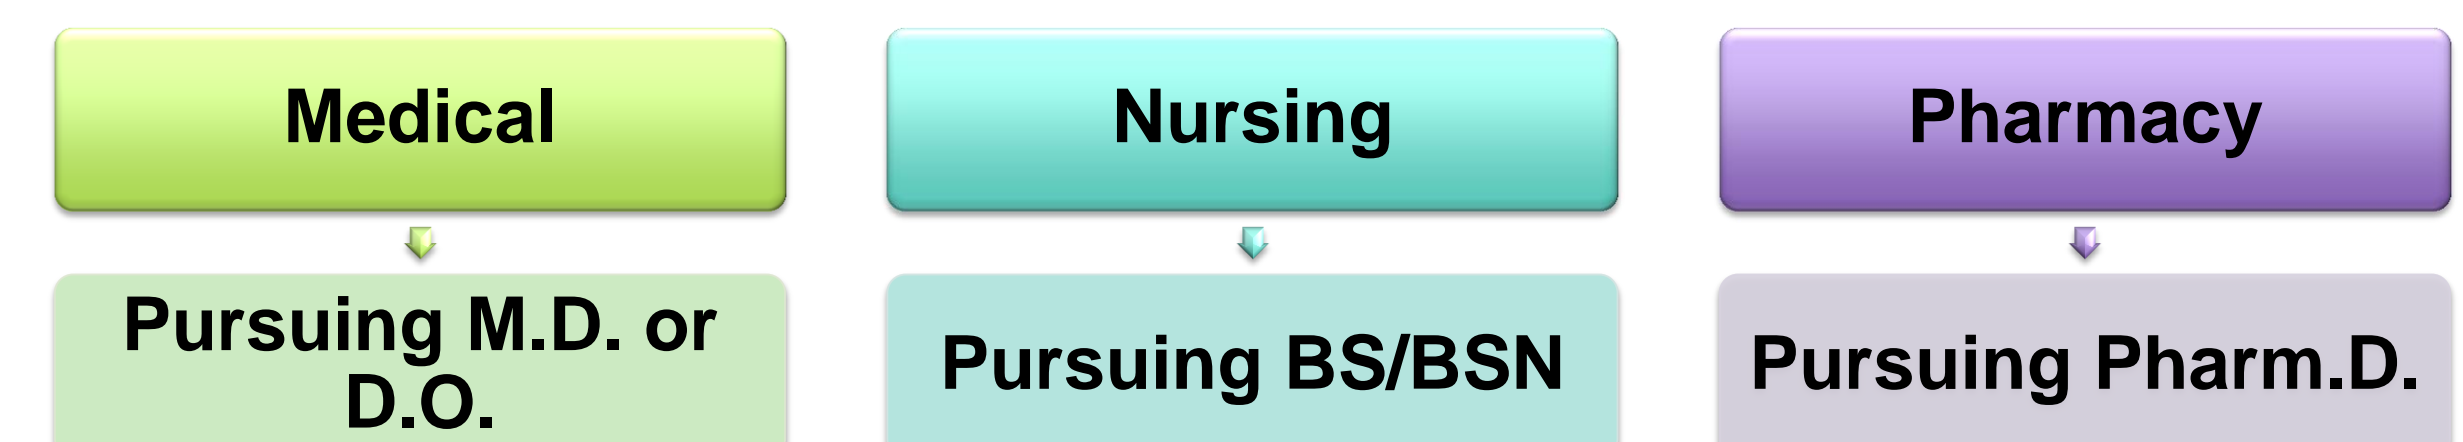 Medical
Nursing
Pharmacy
Pursuing M.D. or
D.O.
Pursuing BS/BSN
Pursuing Pharm.D.